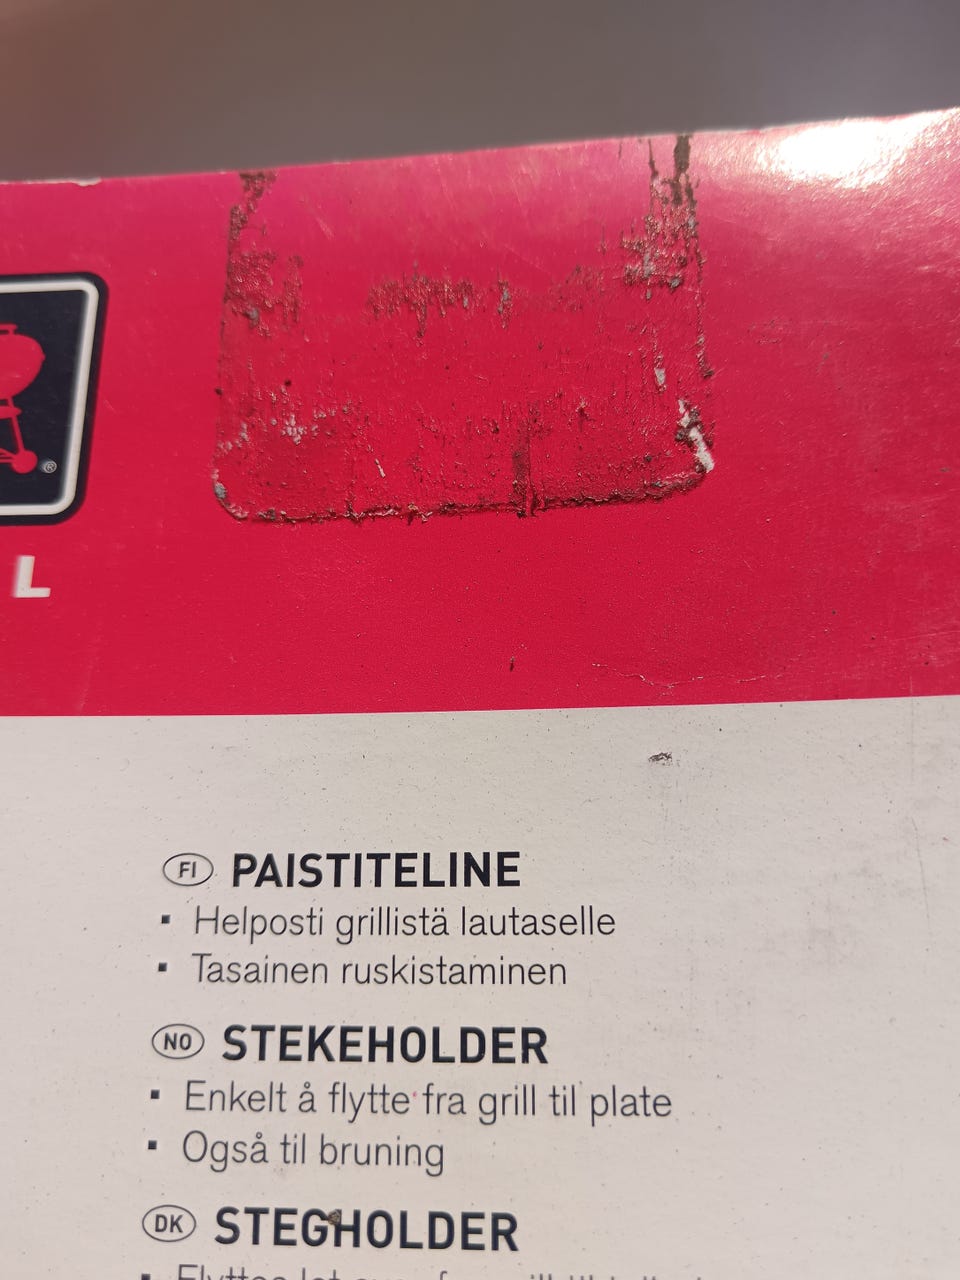 ®
L
FI PAISTITELINE
▪ Helposti grillistä lautaselle
▪ Tasainen ruskistaminen
NO STEKEHOLDER
▪ Enkelt å flytte fra grill til plate
▪ Også til bruning
DK STEGHOLDER